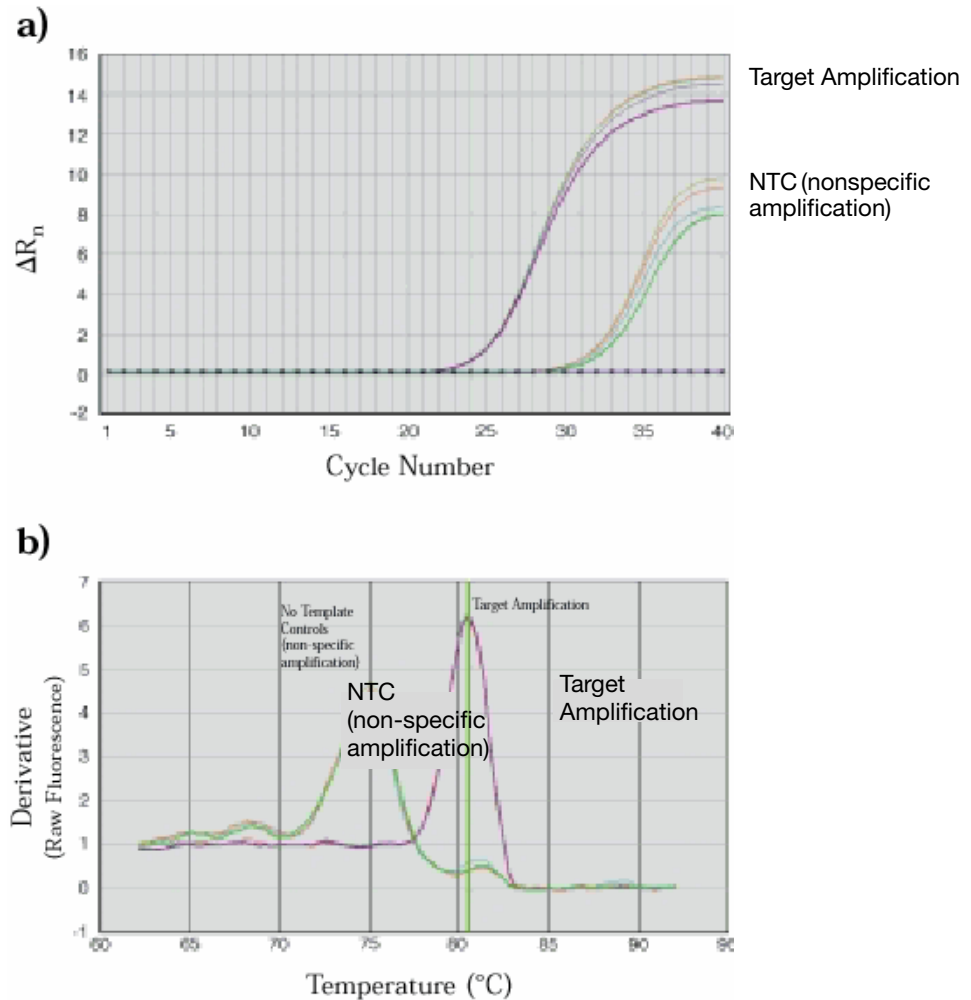 a)
16
14
12
10
8
6
4
2
0
-2
ΔRn
1 5 10 15 20 25 30 35 40
Cycle Number
Target Amplification
NTC (nonspecific
amplification)
b)
7
6
5
4
3
2
1
0
-1
Derivative
(Raw Fluorescence)
60 65 70 75 80 85 90 95
Temperature (°C)
No Template
Controls
(non-specific
amplification)
Target Amplification
NTC
(non-specific
amplification)
Target
Amplification